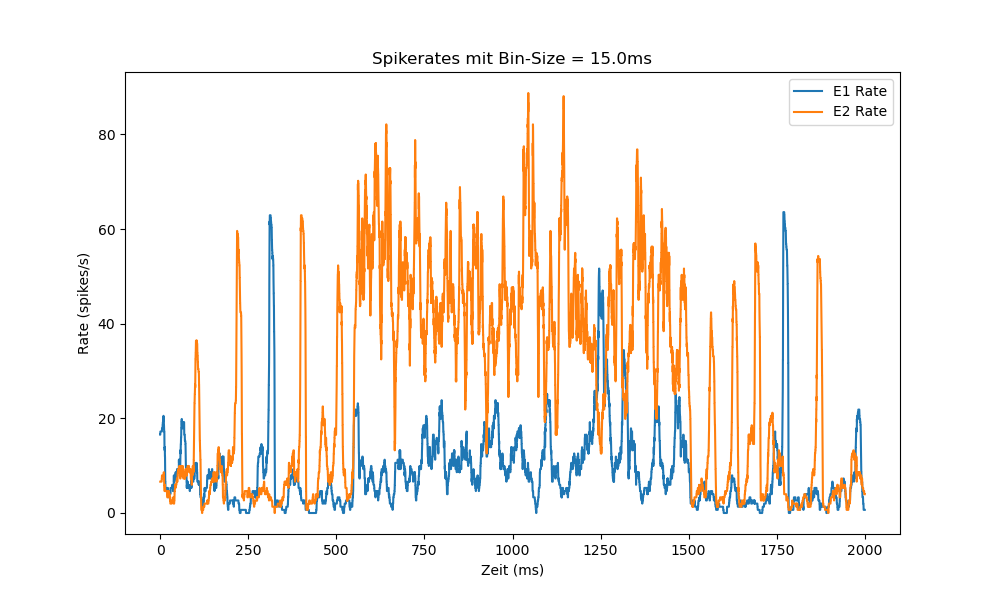 Spikerates mit Bin-Size = 15.0ms
E1 Rate
E2 Rate
Rate (spikes/s)
80
60
40
20
0
0 250 500 750 1000 1250 1500 1750 2000
Zeit (ms)